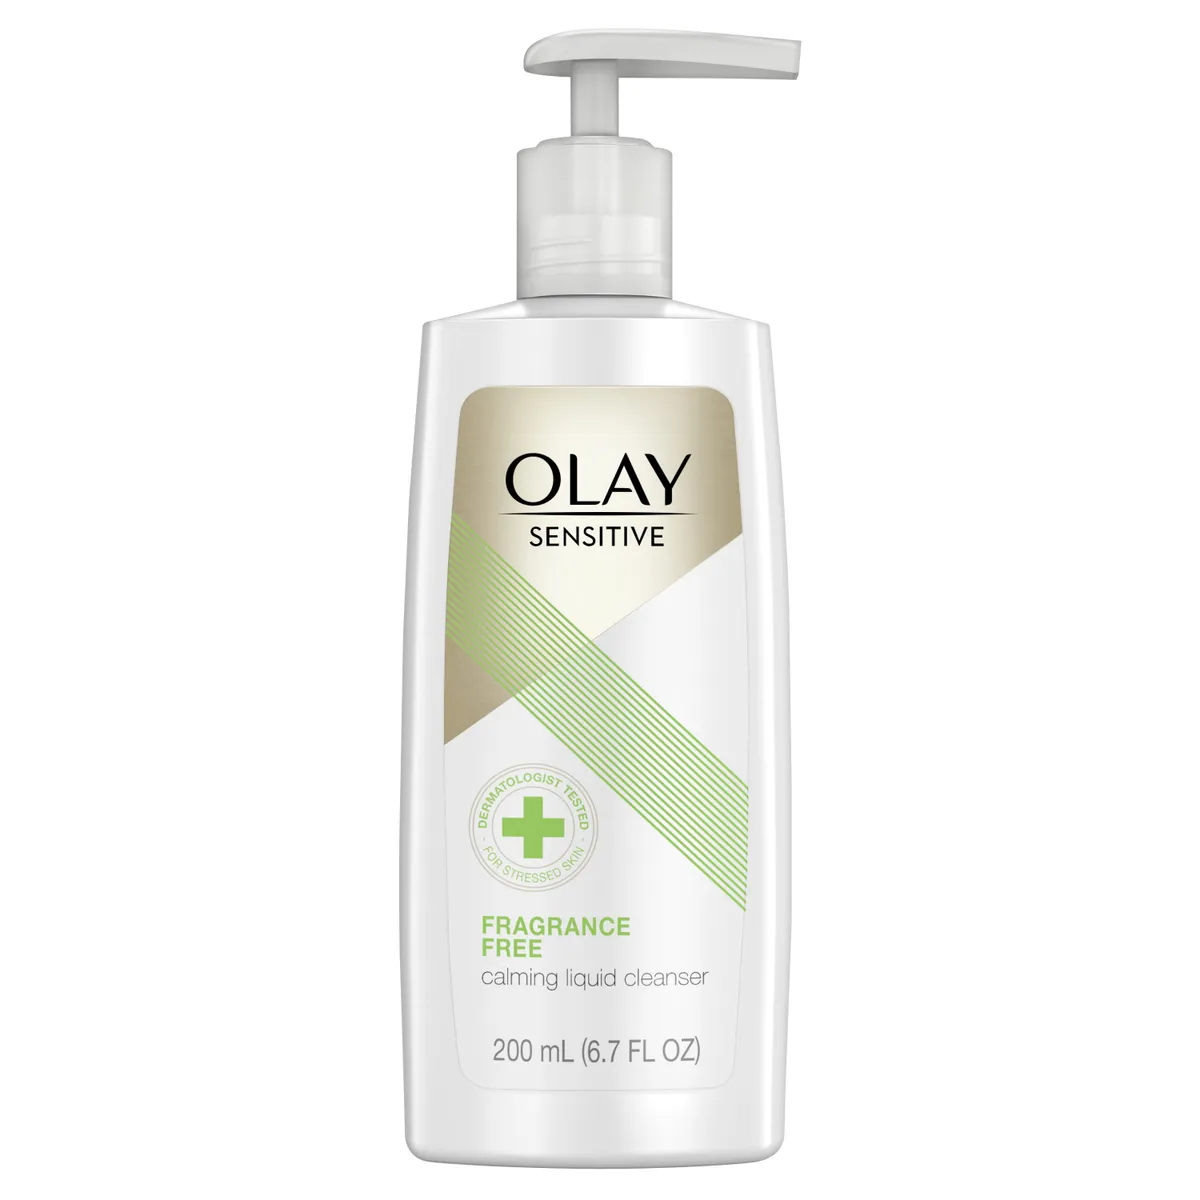 OLAY
SENSITIVE
DERMATOLOGIST TESTED
· FOR STRESSED SKIN ·
FRAGRANCE
FREE
calming liquid cleanser
200 mL (6.7 FL OZ)